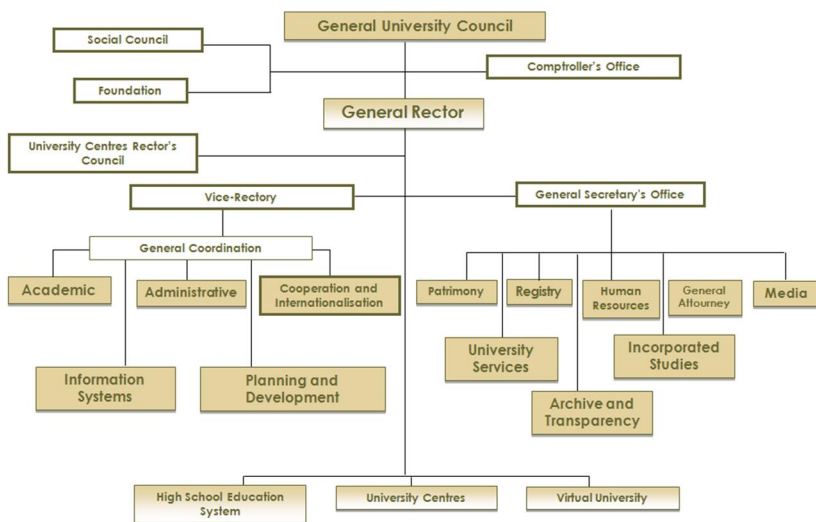 General University Council
Social Council
Comptroller's Office
Foundation
General Rector
University Centres Rector's
Council
Vice-Rectory
General Secretary's Office
General Coordination
Academic
Administrative
Cooperation and
Internationalisation
Patrimony
Registry
Human
Resources
General
Attourney
Media
Information
Systems
Planning and
Development
University
Services
Incorporated
Studies
Archive and
Transparency
High School Education
System
University Centres
Virtual University